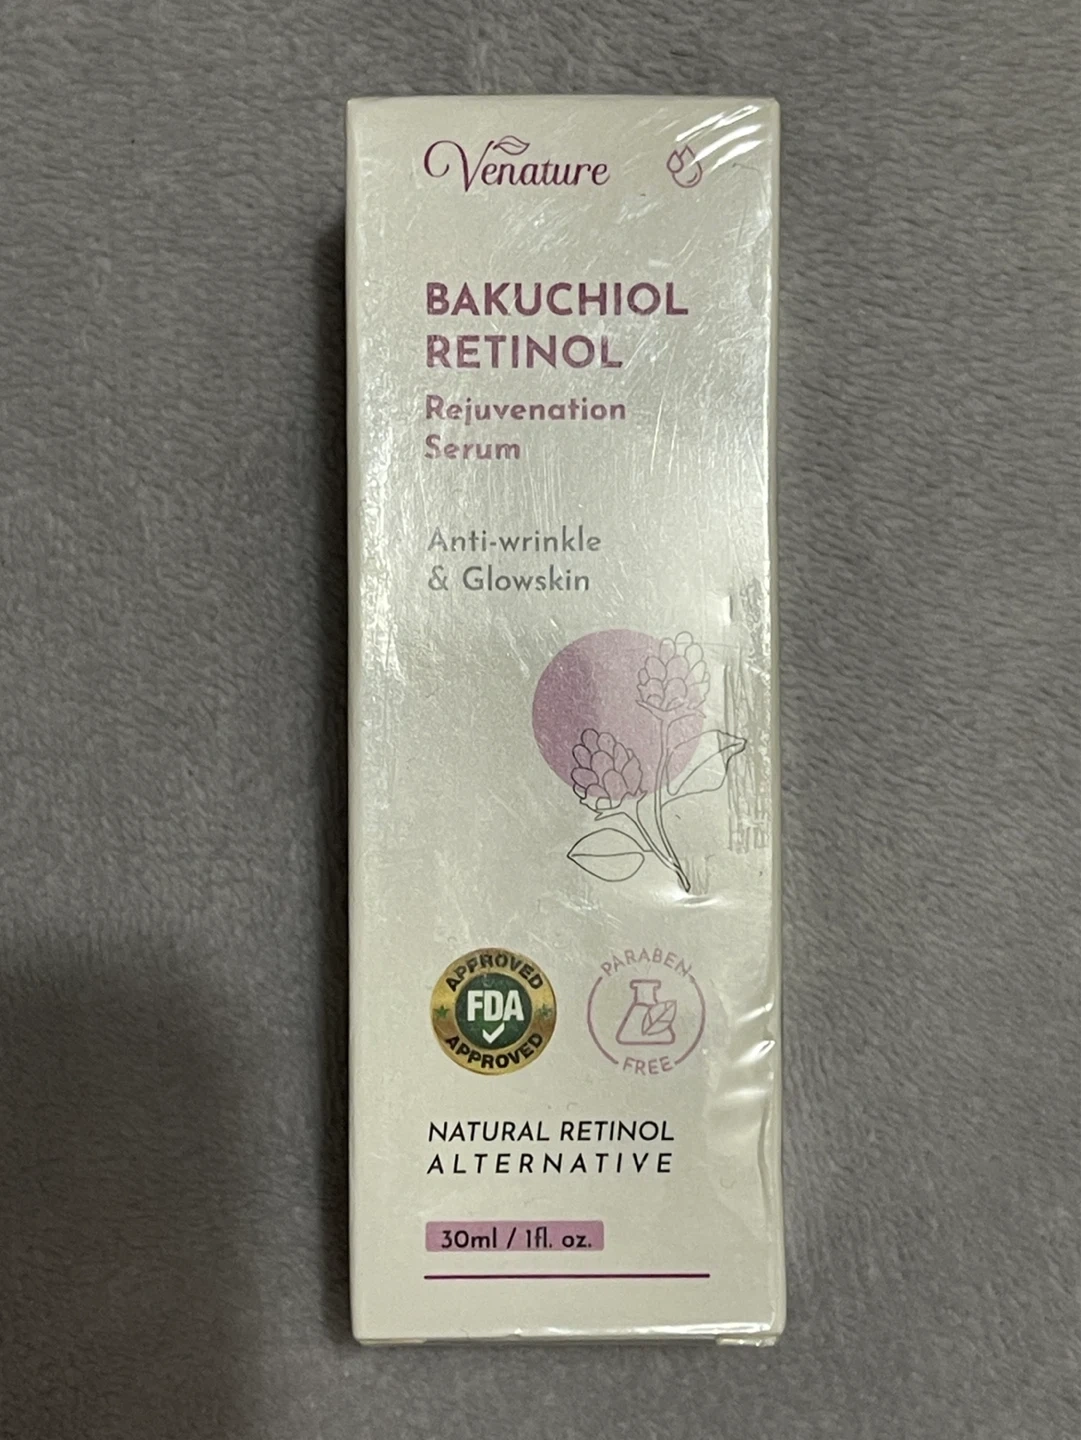 Venature
BAKUCHIOL
RETINOL
Rejuvenation
Serum
Anti-wrinkle
& Glowskin
APPROVED
FDA
APPROVED
PARABEN
FREE
NATURAL RETINOL
ALTERNATIVE
30ml / 1fl. oz.